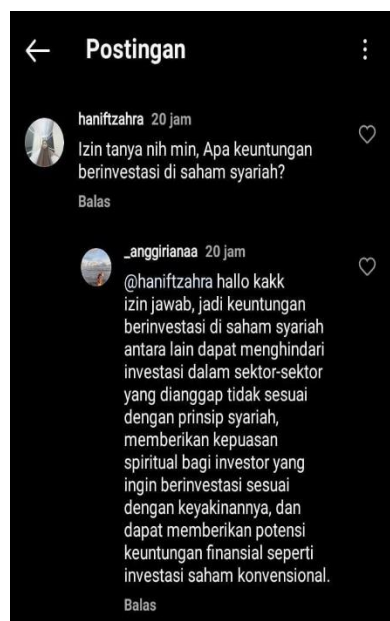 Postingan
haniftzahra 20 jam
Izin tanya nih min, Apa keuntungan
berinvestasi di saham syariah?
Balas
_anggirianaa 20 jam
@haniftzahra hallo kakk
izin jawab, jadi keuntungan
berinvestasi di saham syariah
antara lain dapat menghindari
investasi dalam sektor-sektor
yang dianggap tidak sesuai
dengan prinsip syariah,
memberikan kepuasan
spiritual bagi investor yang
ingin berinvestasi sesuai
dengan keyakinannya, dan
dapat memberikan potensi
keuntungan finansial seperti
investasi saham konvensional.
Balas